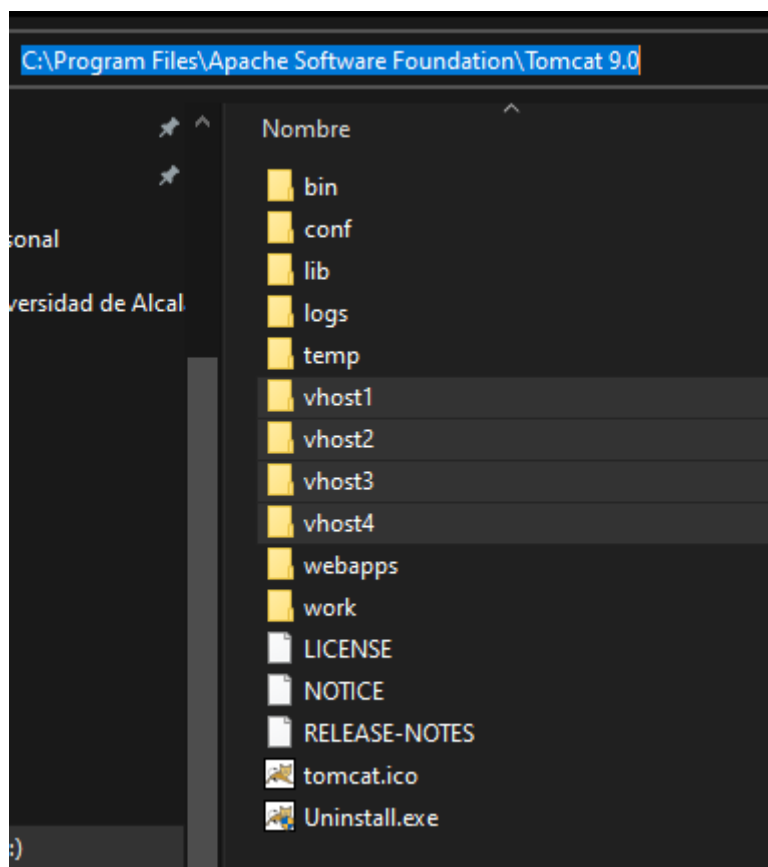 C:\Program Files\Apache Software Foundation\Tomcat 9.0
Nombre
bin
conf
sonal
lib
versidad de Alcal
logs
temp
vhost1
vhost2
vhost3
vhost4
webapps
work
LICENSE
NOTICE
RELEASE-NOTES
tomcat.ico
Uninstall.exe
:)